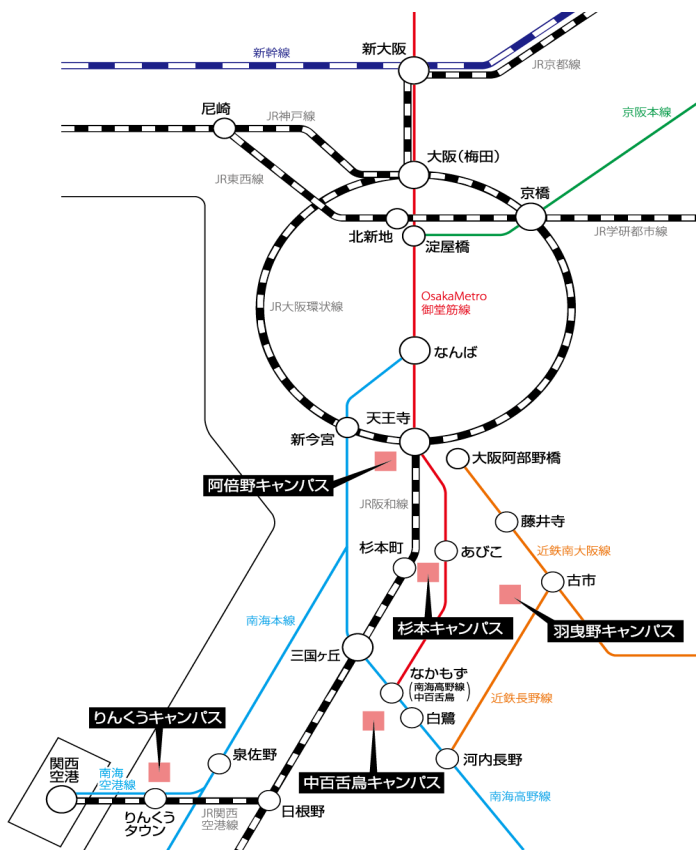 新大阪
新幹線
JR京都線
尼崎
JR神戸線
京阪本線
大阪(梅田)
JR東西線
京橋
北新地
淀屋橋
JR学研都市線
OsakaMetro
御堂筋線
JR大阪環状線
なんば
天王寺
新今宮
大阪阿部野橋
阿倍野キャンパス
JR阪和線
藤井寺
あびこ
近鉄南大阪線
杉本町
古市
南海本線
杉本キャンパス
羽曳野キャンパス
三国ヶ丘
なかもず
(南海高野線
中百舌鳥)
近鉄長野線
りんくうキャンパス
白鷺
泉佐野
河内長野
関西
空港
南海
空港線
中百舌鳥キャンパス
南海高野線
りんくう
タウン
JR関西
空港線
日根野